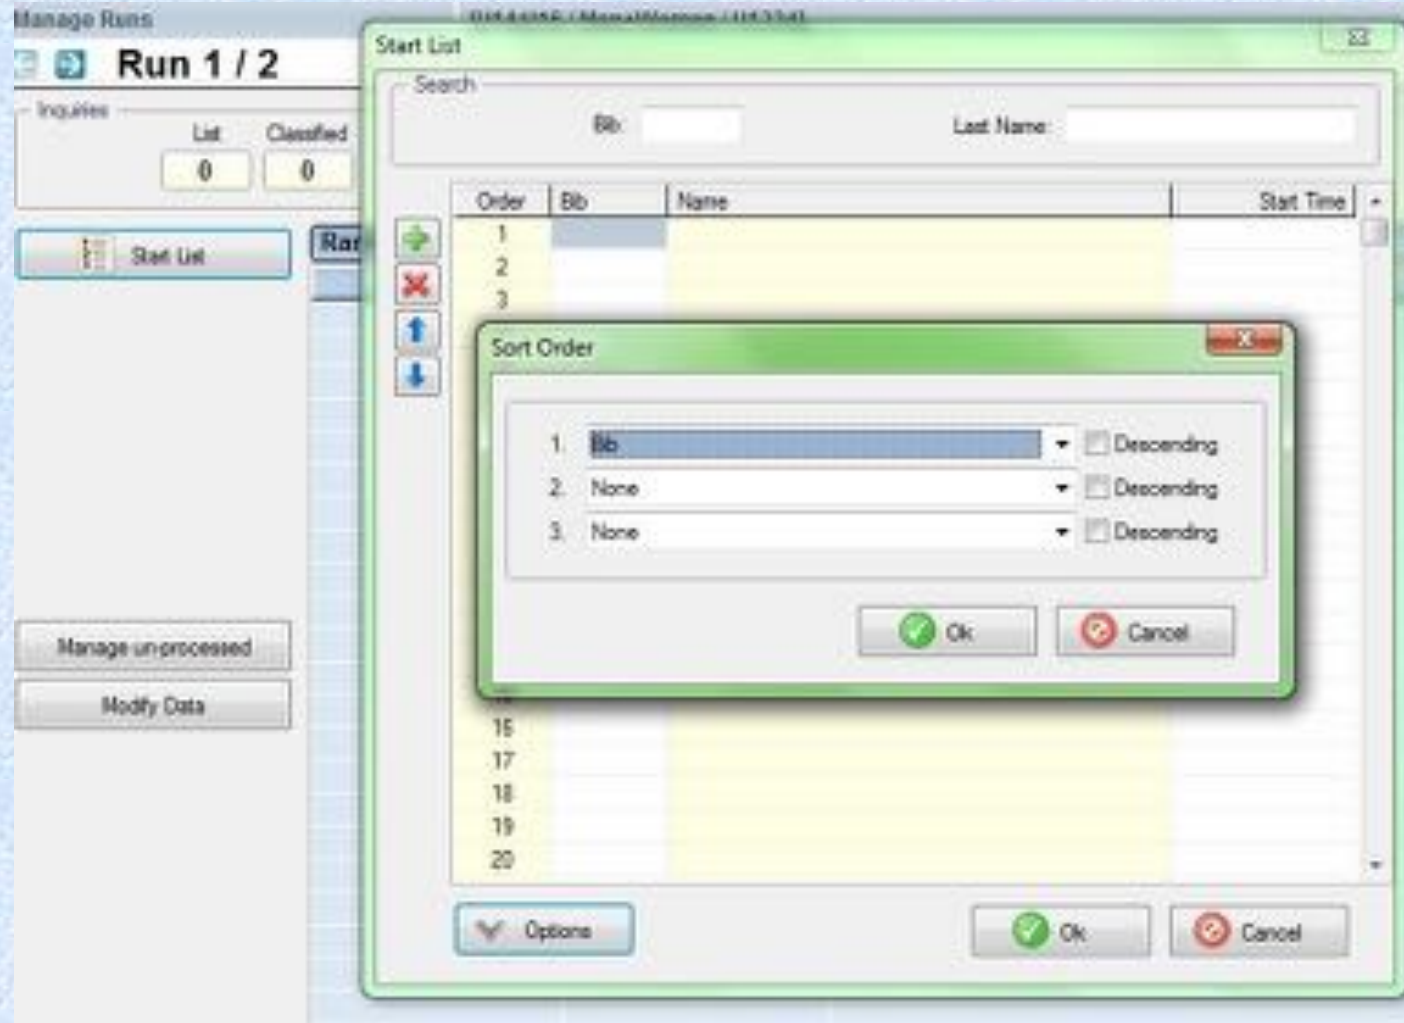 Manage Runs
Run 1 / 2
Inquiries
List Classified
0 0
Start List
Ran
Manage un-processed
Modify Data
Start List
Search
Bib: Last Name:
Order Bib Name Start Time
1
2
3
Sort Order
1. Bib Descending
2. None Descending
3. None Descending
Ok Cancel
16
17
18
19
20
Options Ok Cancel